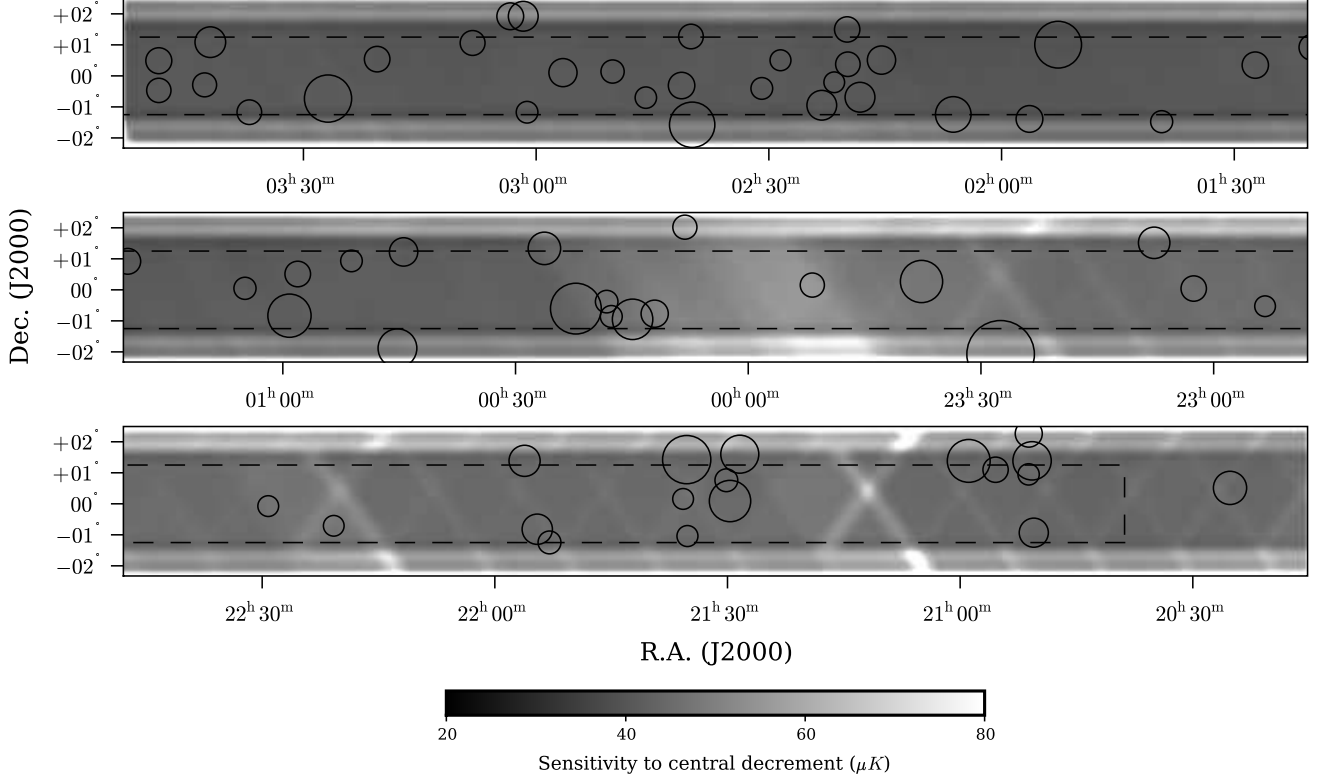 +02°
+01°
00°
−01°
−02°
03ʰ 30ᵐ 03ʰ 00ᵐ 02ʰ 30ᵐ 02ʰ 00ᵐ 01ʰ 30ᵐ
Dec. (J2000)
+02°
+01°
00°
−01°
−02°
01ʰ 00ᵐ 00ʰ 30ᵐ 00ʰ 00ᵐ 23ʰ 30ᵐ 23ʰ 00ᵐ
+02°
+01°
00°
−01°
−02°
22ʰ 30ᵐ 22ʰ 00ᵐ 21ʰ 30ᵐ 21ʰ 00ᵐ 20ʰ 30ᵐ
R.A. (J2000)
20 40 60 80
Sensitivity to central decrement (μK)